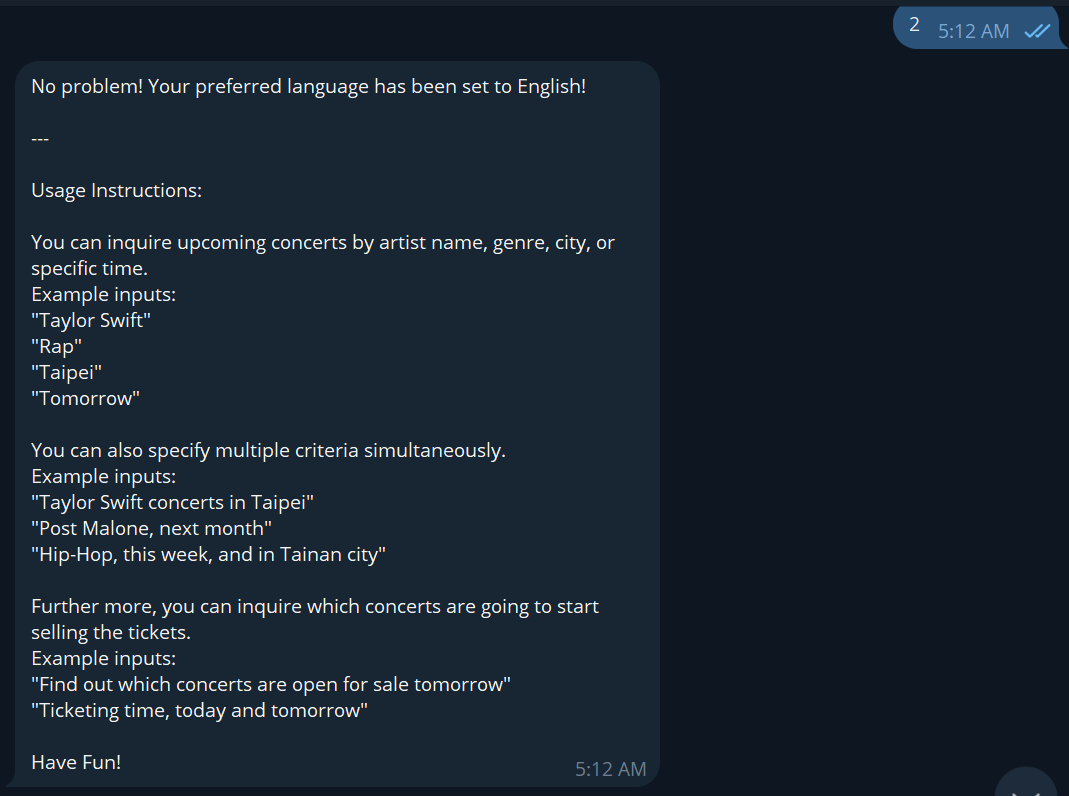 2 5:12 AM
No problem! Your preferred language has been set to English!
---
Usage Instructions:
You can inquire upcoming concerts by artist name, genre, city, or
specific time.
Example inputs:
"Taylor Swift"
"Rap"
"Taipei"
"Tomorrow"
You can also specify multiple criteria simultaneously.
Example inputs:
"Taylor Swift concerts in Taipei"
"Post Malone, next month"
"Hip-Hop, this week, and in Tainan city"
Further more, you can inquire which concerts are going to start
selling the tickets.
Example inputs:
"Find out which concerts are open for sale tomorrow"
"Ticketing time, today and tomorrow"
Have Fun!
5:12 AM